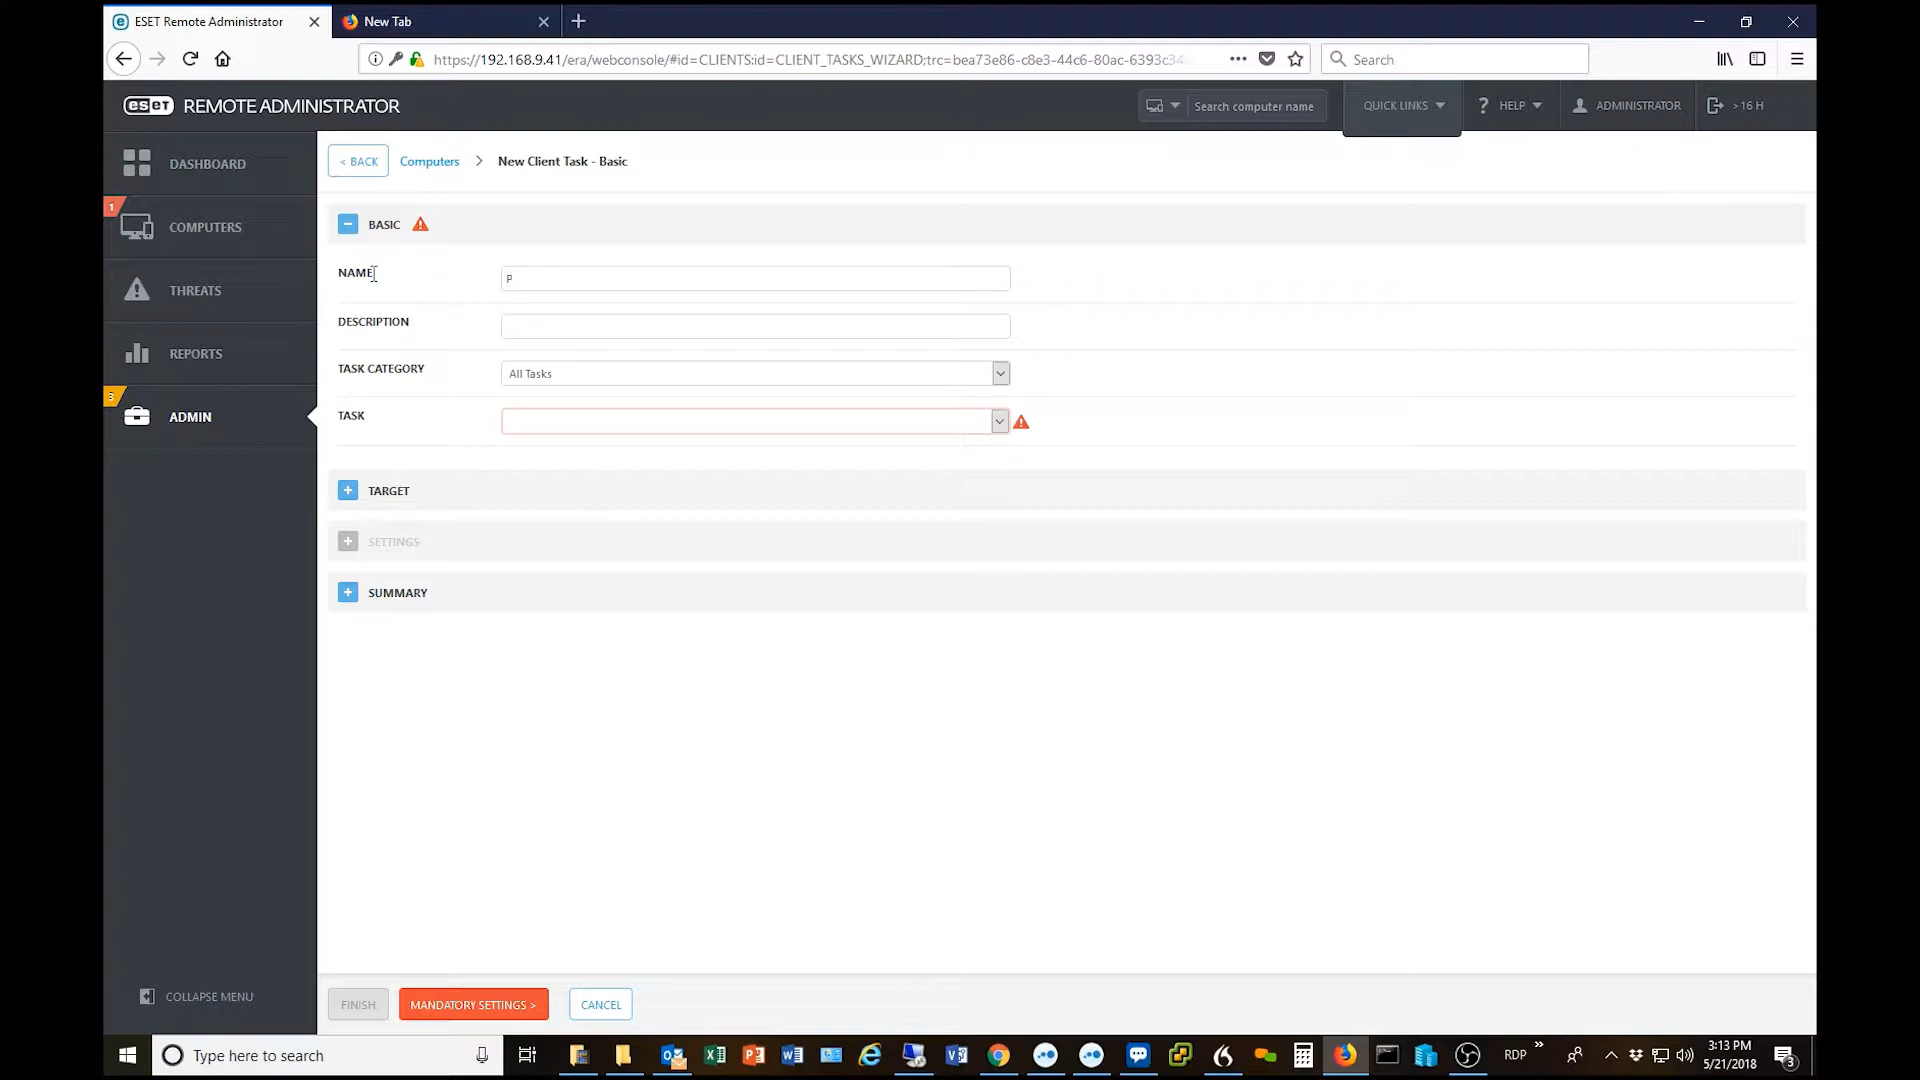 ESET Remote Administrator
New Tab
https://192.168.9.41/era/webconsole/#id=CLIENTS:id=CLIENT_TASKS_WIZARD;trc=bea73e86-c8e3-44c6-80ac-6393c34
Search
eseT REMOTE ADMINISTRATOR
Search computer name
QUICK LINKS
? HELP
ADMINISTRATOR
>16 H
DASHBOARD
1
COMPUTERS
THREATS
REPORTS
3
ADMIN
COLLAPSE MENU
< BACK
Computers > New Client Task - Basic
BASIC
NAME
P
DESCRIPTION
TASK CATEGORY
All Tasks
TASK
TARGET
SETTINGS
SUMMARY
FINISH
MANDATORY SETTINGS >
CANCEL
Type here to search
RDP
3:13 PM
5/21/2018
3